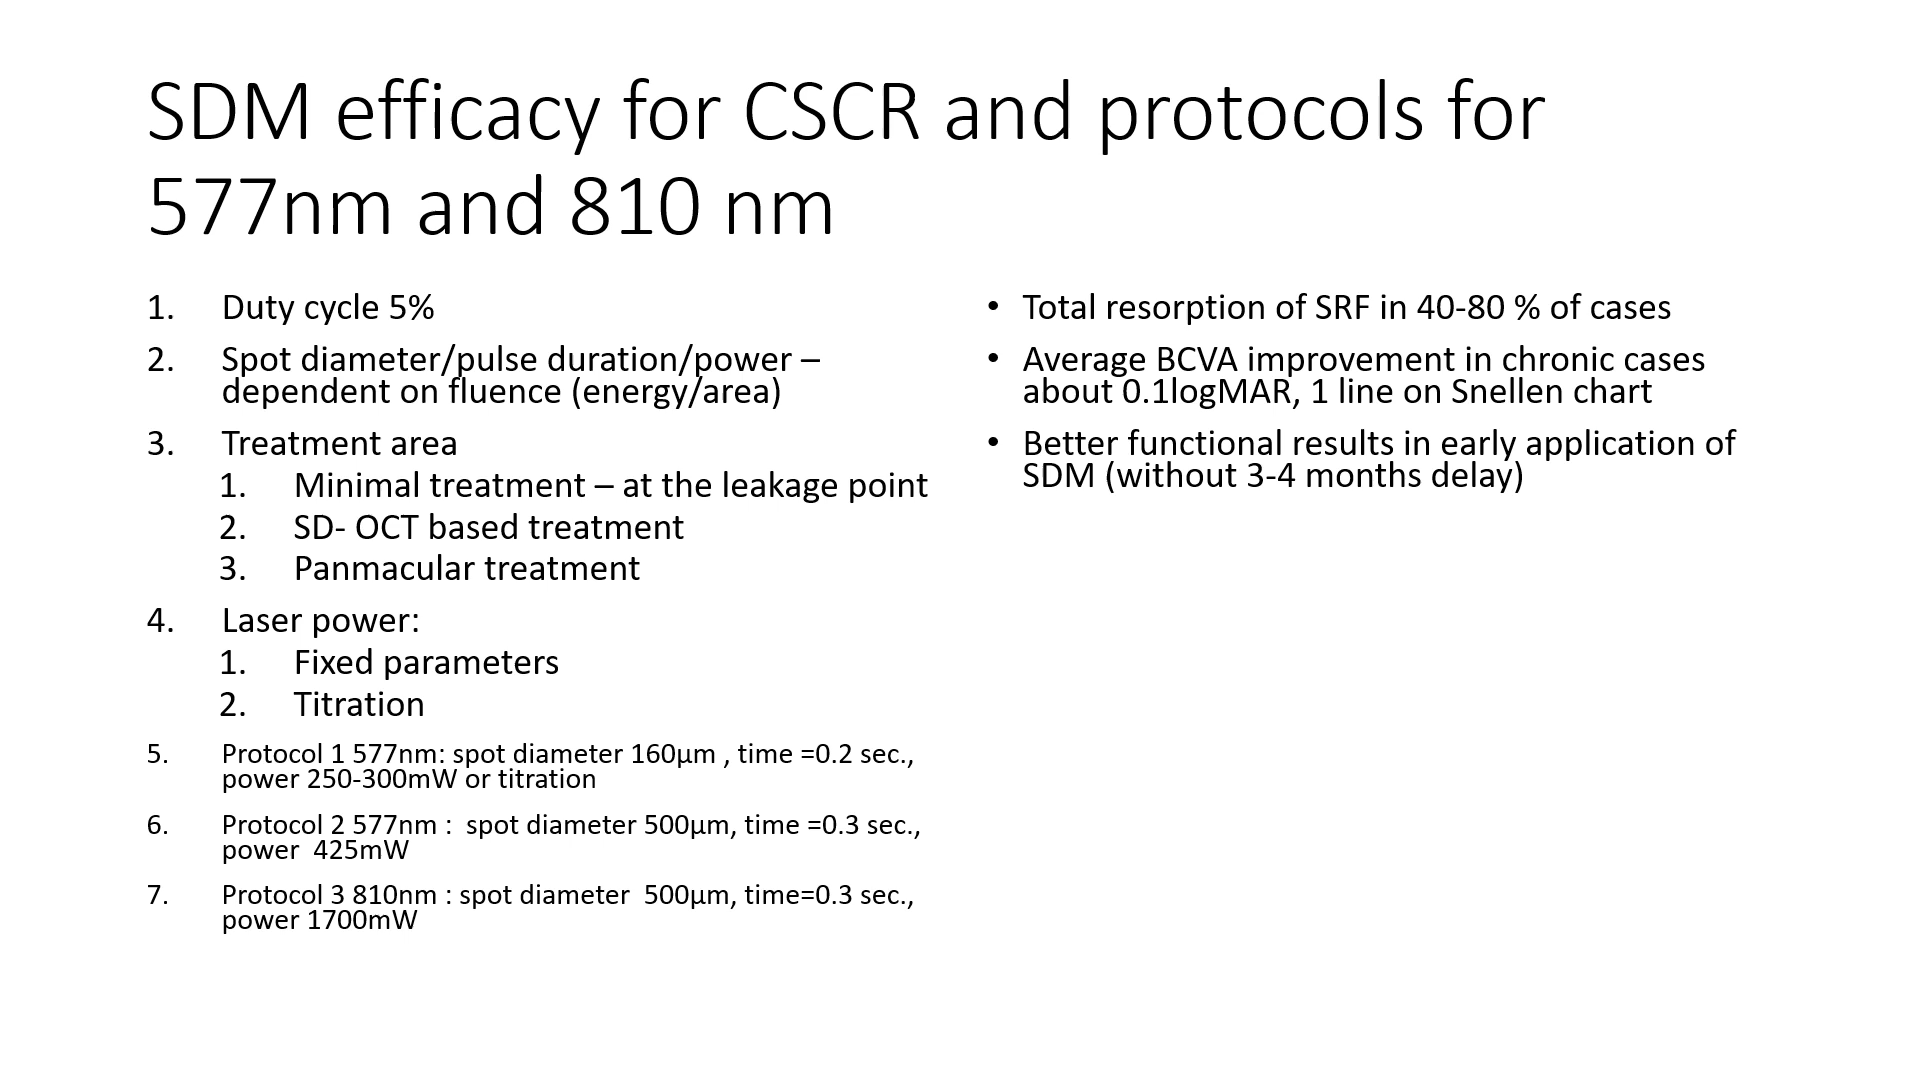 SDM efficacy for CSCR and protocols for
577nm and 810 nm
1. Duty cycle 5%
2. Spot diameter/pulse duration/power –
dependent on fluence (energy/area)
3. Treatment area
1. Minimal treatment – at the leakage point
2. SD- OCT based treatment
3. Panmacular treatment
4. Laser power:
1. Fixed parameters
2. Titration
5. Protocol 1 577nm: spot diameter 160µm , time =0.2 sec.,
power 250-300mW or titration
6. Protocol 2 577nm :  spot diameter 500µm, time =0.3 sec.,
power  425mW
7. Protocol 3 810nm : spot diameter  500µm, time=0.3 sec.,
power 1700mW
• Total resorption of SRF in 40-80 % of cases
• Average BCVA improvement in chronic cases
about 0.1logMAR, 1 line on Snellen chart
• Better functional results in early application of
SDM (without 3-4 months delay)